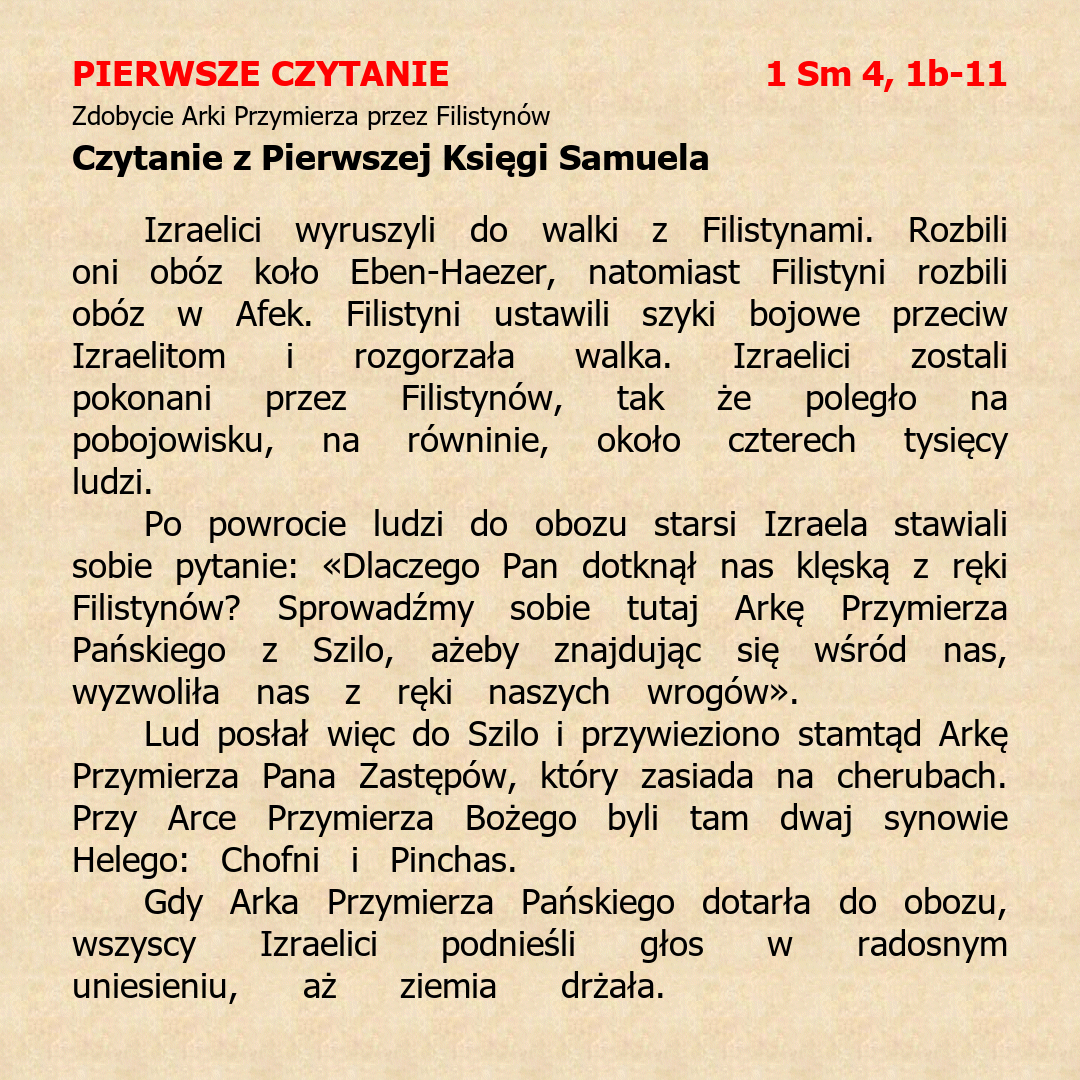 PIERWSZE CZYTANIE 1 Sm 4, 1b-11
Zdobycie Arki Przymierza przez Filistynów
Czytanie z Pierwszej Księgi Samuela
Izraelici wyruszyli do walki z Filistynami. Rozbili
oni obóz koło Eben-Haezer, natomiast Filistyni rozbili
obóz w Afek. Filistyni ustawili szyki bojowe przeciw
Izraelitom i rozgorzała walka. Izraelici zostali
pokonani przez Filistynów, tak że poległo na
pobojowisku, na równinie, około czterech tysięcy
ludzi.
Po powrocie ludzi do obozu starsi Izraela stawiali
sobie pytanie: «Dlaczego Pan dotknął nas klęską z ręki
Filistynów? Sprowadźmy sobie tutaj Arkę Przymierza
Pańskiego z Szilo, ażeby znajdując się wśród nas,
wyzwoliła nas z ręki naszych wrogów».
Lud posłał więc do Szilo i przywieziono stamtąd Arkę
Przymierza Pana Zastępów, który zasiada na cherubach.
Przy Arce Przymierza Bożego byli tam dwaj synowie
Helego: Chofni i Pinchas.
Gdy Arka Przymierza Pańskiego dotarła do obozu,
wszyscy Izraelici podnieśli głos w radosnym
uniesieniu, aż ziemia drżała.